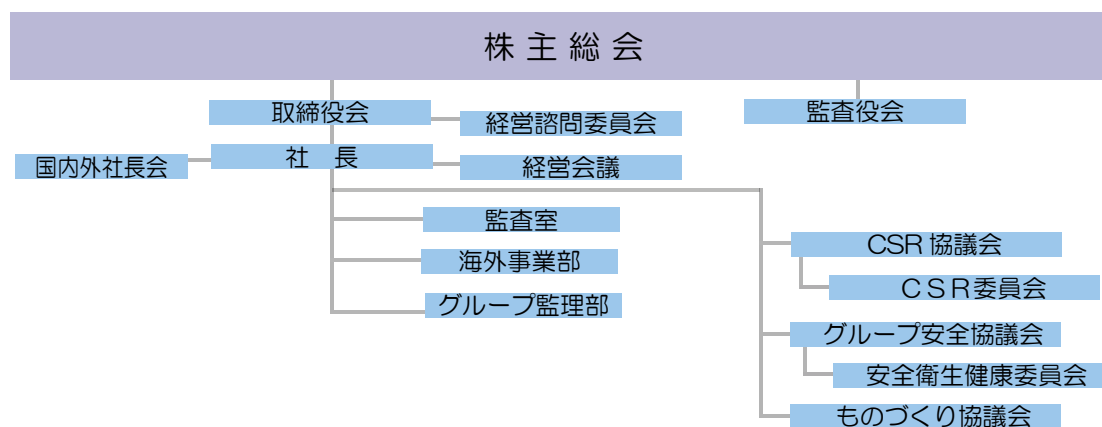 株主総会
取締役会
監査役会
経営諮問委員会
社 長
国内外社長会
経営会議
監査室
海外事業部
グループ監理部
CSR 協議会
ＣＳＲ委員会
グループ安全協議会
安全衛生健康委員会
ものづくり協議会